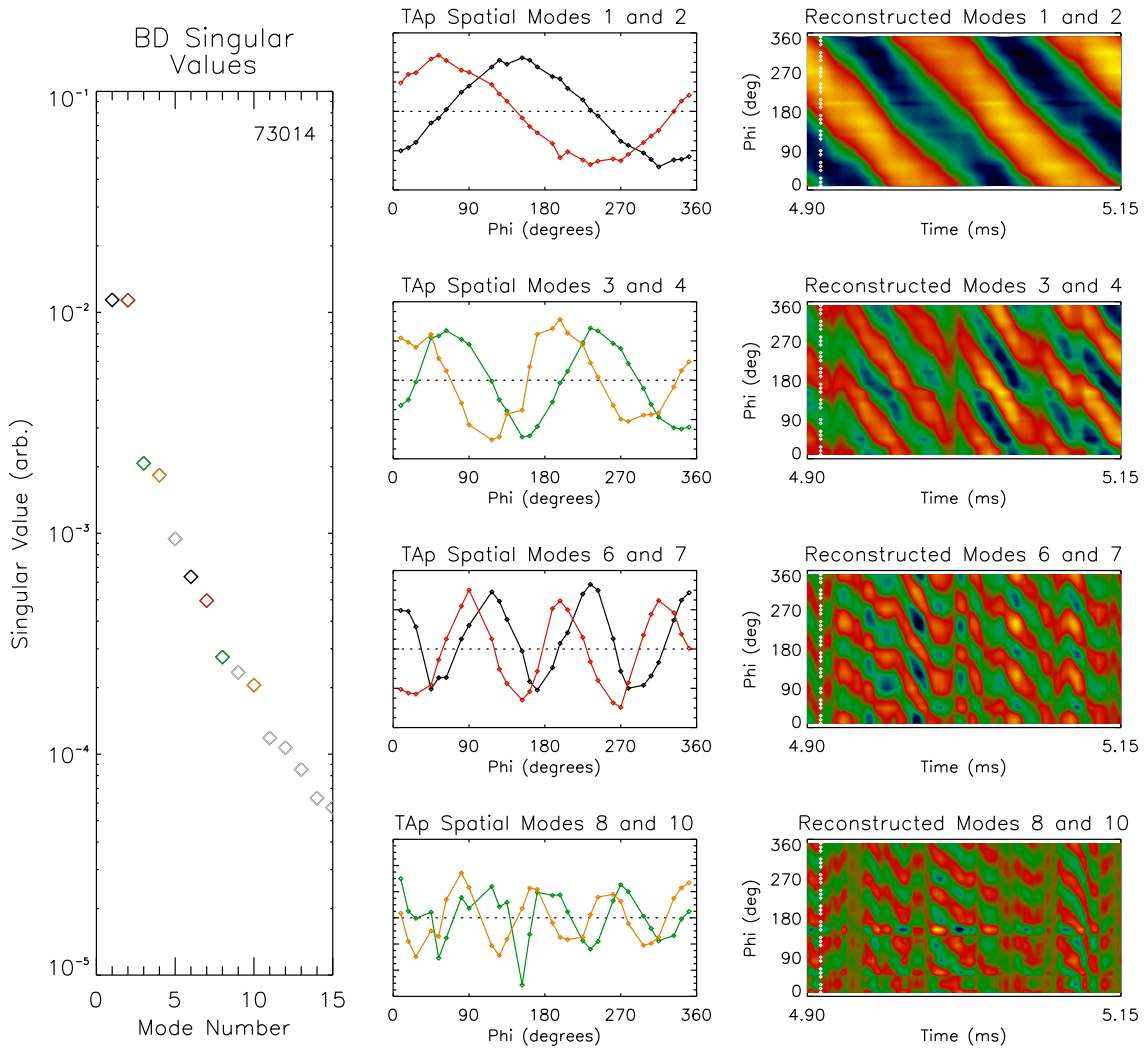 BD Singular
Values
73014
10⁻¹
10⁻²
10⁻³
10⁻⁴
10⁻⁵
Singular Value (arb.)
0 5 10 15
Mode Number
TAp Spatial Modes 1 and 2
0 90 180 270 360
Phi (degrees)
Reconstructed Modes 1 and 2
360
270
180
90
0
Phi (deg)
4.90 5.15
Time (ms)
TAp Spatial Modes 3 and 4
0 90 180 270 360
Phi (degrees)
Reconstructed Modes 3 and 4
360
270
180
90
0
Phi (deg)
4.90 5.15
Time (ms)
TAp Spatial Modes 6 and 7
0 90 180 270 360
Phi (degrees)
Reconstructed Modes 6 and 7
360
270
180
90
0
Phi (deg)
4.90 5.15
Time (ms)
TAp Spatial Modes 8 and 10
0 90 180 270 360
Phi (degrees)
Reconstructed Modes 8 and 10
360
270
180
90
0
Phi (deg)
4.90 5.15
Time (ms)